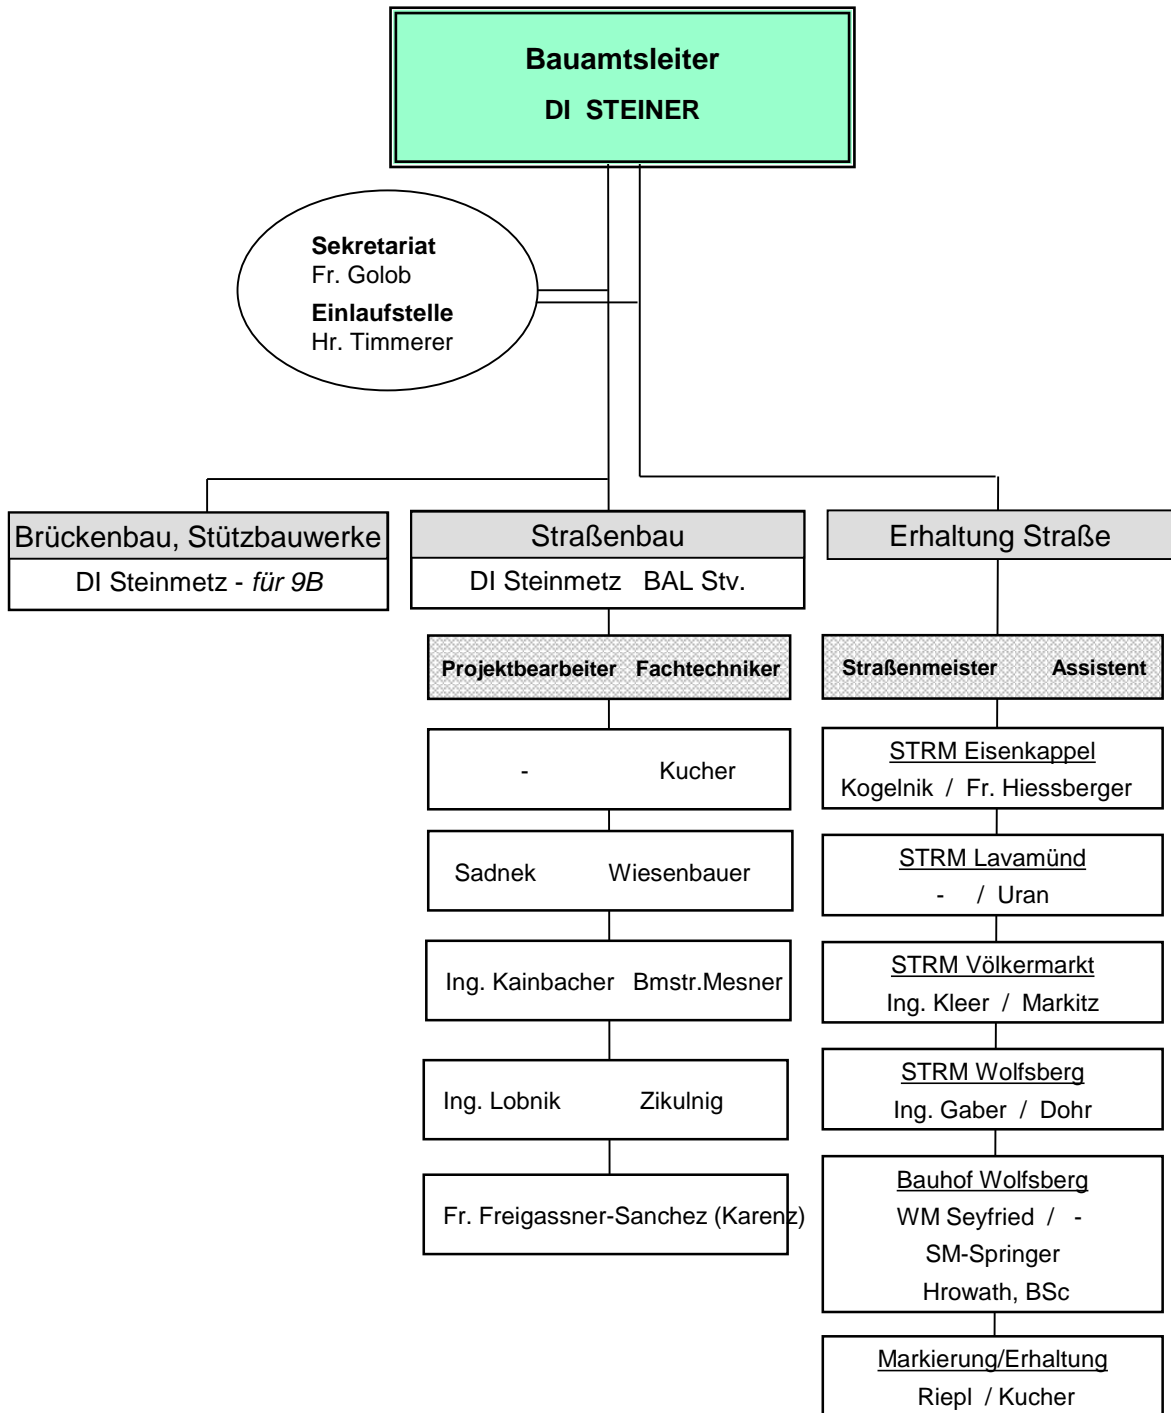 Bauamtsleiter
DI STEINER
Sekretariat
Fr. Golob
Einlaufstelle
Hr. Timmerer
Brückenbau, Stützbauwerke
DI Steinmetz - für 9B
Straßenbau
DI Steinmetz BAL Stv.
Projektbearbeiter Fachtechniker
- Kucher
Sadnek Wiesenbauer
Ing. Kainbacher Bmstr.Mesner
Ing. Lobnik Zikulnig
Fr. Freigassner-Sanchez (Karenz)
Erhaltung Straße
Straßenmeister Assistent
STRM Eisenkappel
Kogelnik / Fr. Hiessberger
STRM Lavamünd
- / Uran
STRM Völkermarkt
Ing. Kleer / Markitz
STRM Wolfsberg
Ing. Gaber / Dohr
Bauhof Wolfsberg
WM Seyfried / -
SM-Springer
Hrowath, BSc
Markierung/Erhaltung
Riepl / Kucher